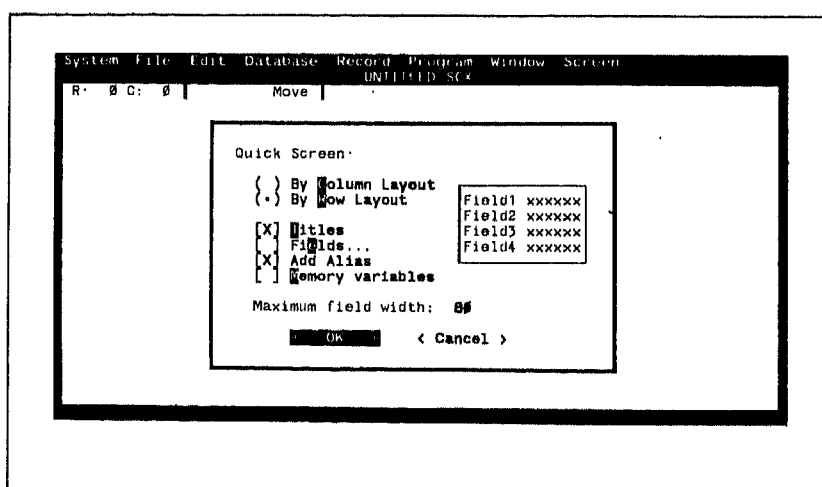 System File Edit Database Record Program Window Screen
UNTITLED.SCX
R: 0 C: 0 Move
Quick Screen
( ) By Column Layout
(·) By Row Layout
[X] Titles
[ ] Fields...
[X] Add Alias
[ ] Memory variables
Field1 xxxxxx
Field2 xxxxxx
Field3 xxxxxx
Field4 xxxxxx
Maximum field width: 80
« OK » < Cancel >